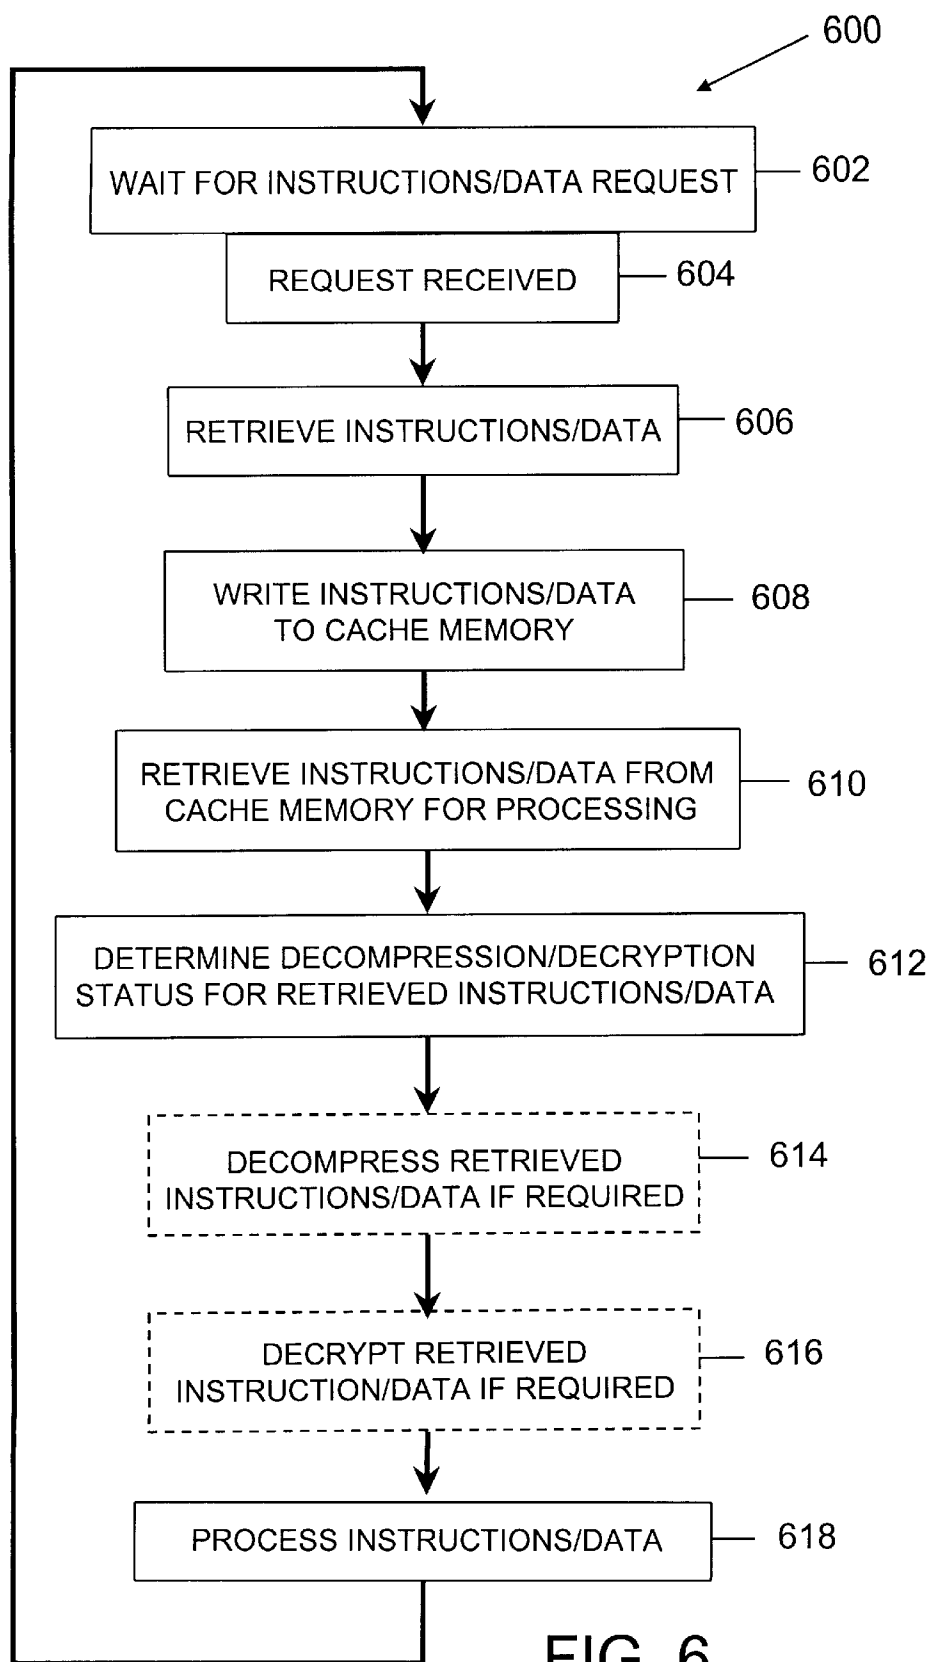 600
WAIT FOR INSTRUCTIONS/DATA REQUEST
602
REQUEST RECEIVED
604
RETRIEVE INSTRUCTIONS/DATA
606
WRITE INSTRUCTIONS/DATA
TO CACHE MEMORY
608
RETRIEVE INSTRUCTIONS/DATA FROM
CACHE MEMORY FOR PROCESSING
610
DETERMINE DECOMPRESSION/DECRYPTION
STATUS FOR RETRIEVED INSTRUCTIONS/DATA
612
DECOMPRESS RETRIEVED
INSTRUCTIONS/DATA IF REQUIRED
614
DECRYPT RETRIEVED
INSTRUCTION/DATA IF REQUIRED
616
PROCESS INSTRUCTIONS/DATA
618
FIG. 6